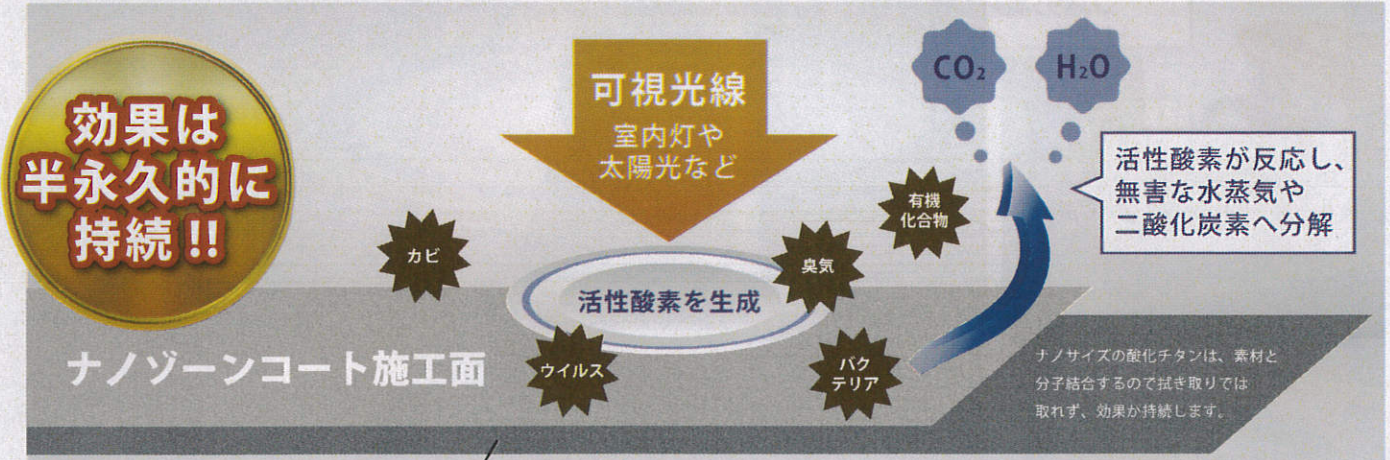 効果は
半永久的に
持続!!
可視光線
室内灯や
太陽光など
CO₂
H₂O
活性酸素が反応し、
無害な水蒸気や
二酸化炭素へ分解
有機
化合物
カビ
臭気
活性酸素を生成
ウイルス
バク
テリア
ナノゾーンコート施工面
ナノサイズの酸化チタンは、素材と
分子結合するので拭き取りでは
取れず、効果が持続します。